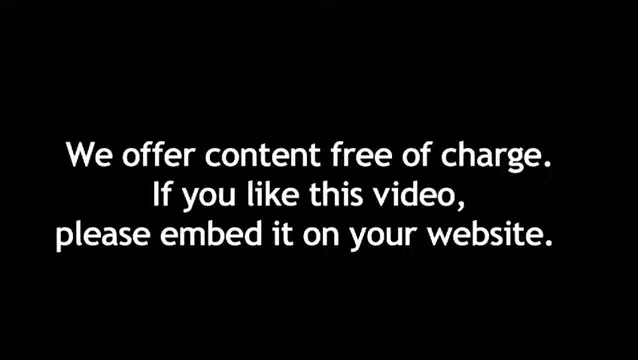 We offer content free of charge.
If you like this video,
please embed it on your website.